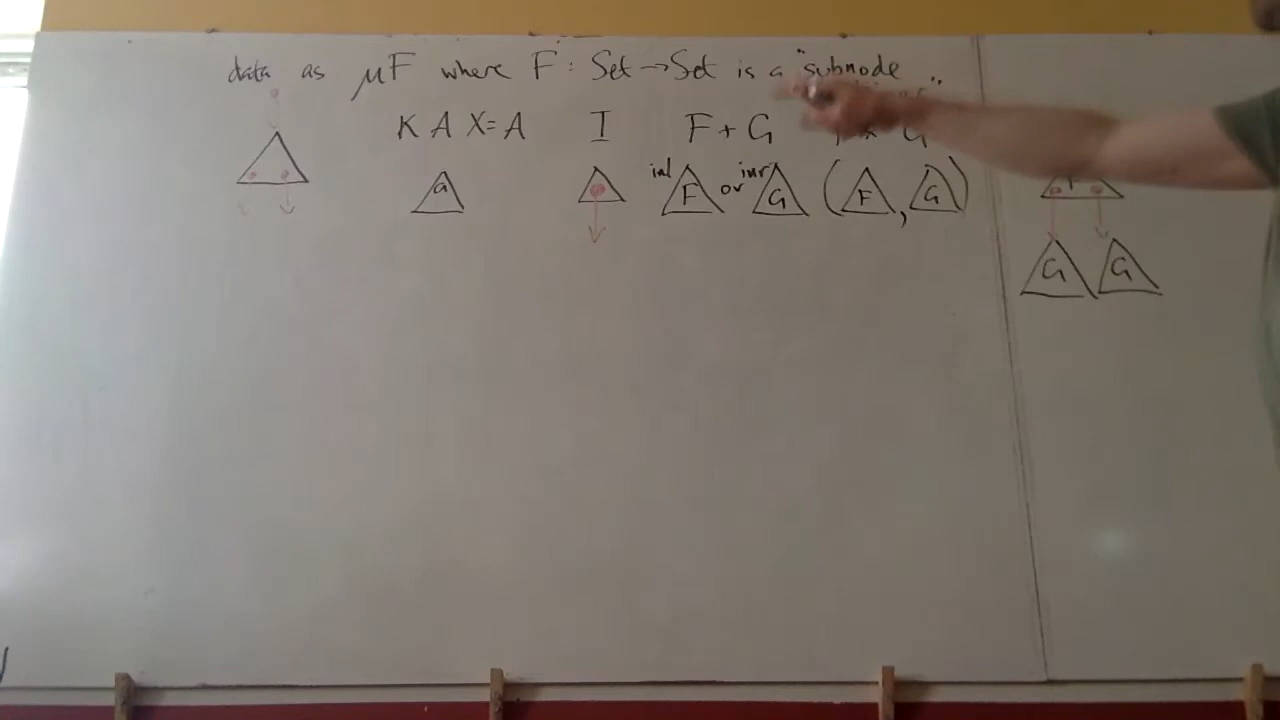 data as μF where F : Set → Set is a "subnode
K A X = A I F + G G
a inl F or inr G ( F , G )
G G